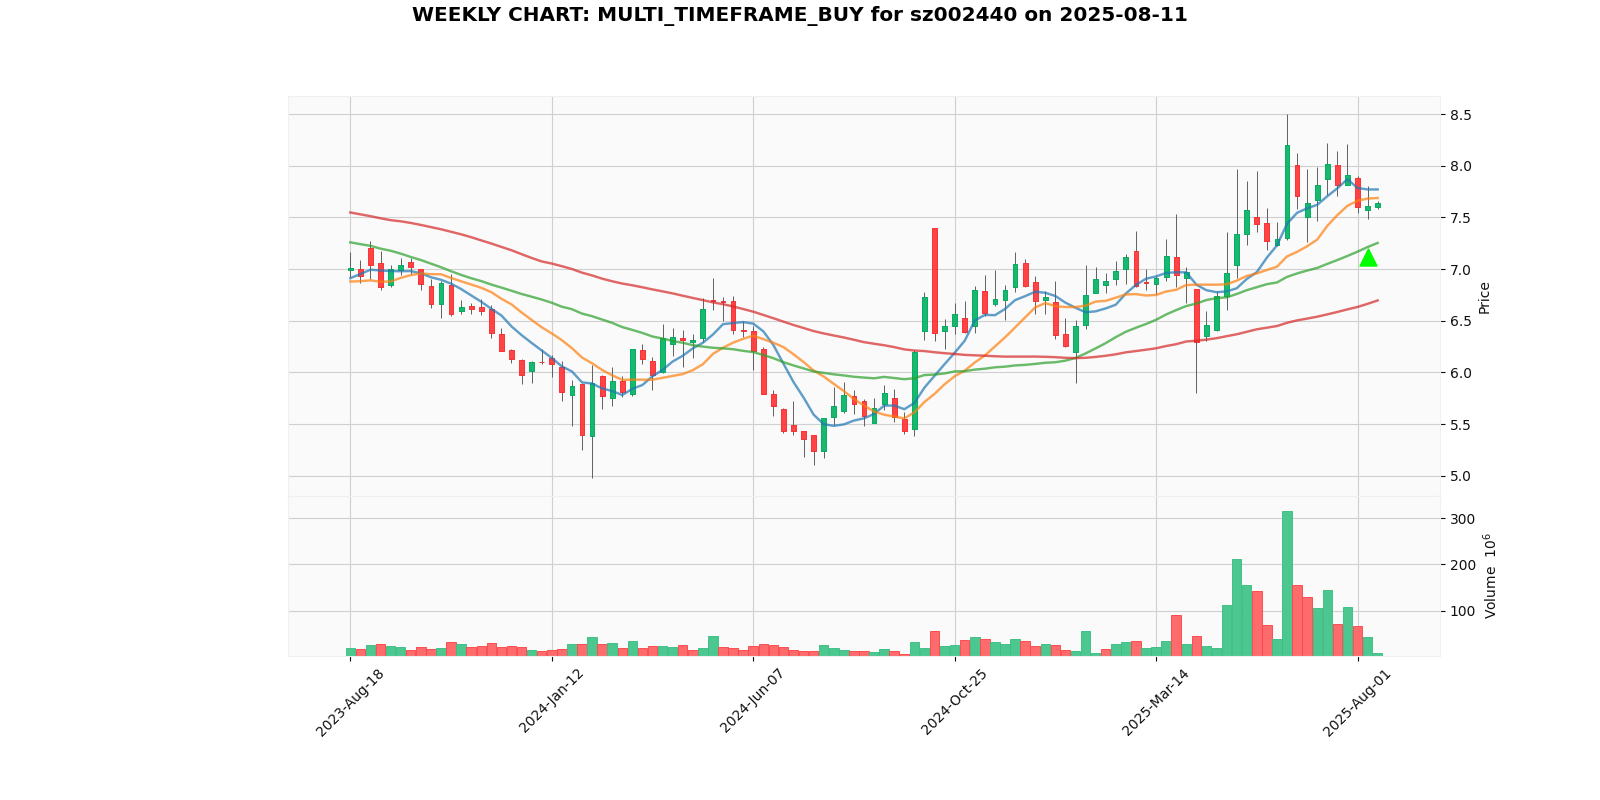 WEEKLY CHART: MULTI_TIMEFRAME_BUY for sz002440 on 2025-08-11
8.5
8.0
7.5
7.0
6.5
6.0
5.5
5.0
Price
300
200
100
Volume 10^6
2023-Aug-18
2024-Jan-12
2024-Jun-07
2024-Oct-25
2025-Mar-14
2025-Aug-01